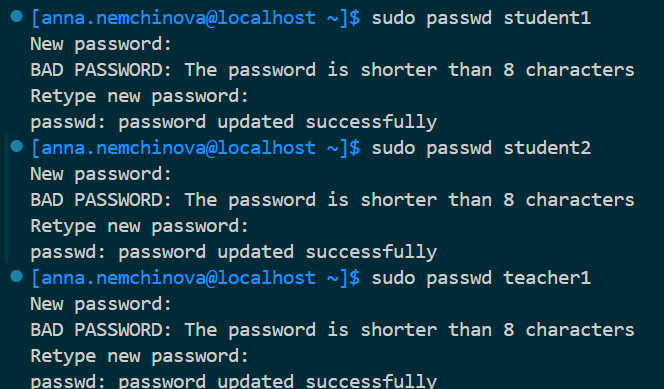 [anna.nemchinova@localhost ~]$ sudo passwd student1
New password:
BAD PASSWORD: The password is shorter than 8 characters
Retype new password:
passwd: password updated successfully
[anna.nemchinova@localhost ~]$ sudo passwd student2
New password:
BAD PASSWORD: The password is shorter than 8 characters
Retype new password:
passwd: password updated successfully
[anna.nemchinova@localhost ~]$ sudo passwd teacher1
New password:
BAD PASSWORD: The password is shorter than 8 characters
Retype new password:
passwd: password updated successfully